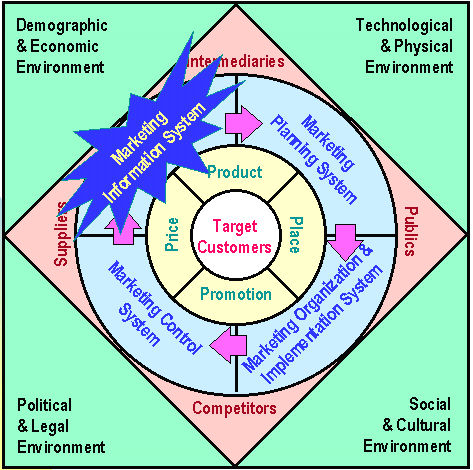 Demographic
& Economic
Environment
Technological
& Physical
Environment
Intermediaries
Marketing
Information System
Marketing
Planning System
Product
Suppliers
Price
Target
Customers
Place
Publics
Promotion
Marketing Control
System
Marketing Organization &
Implementation System
Competitors
Political
& Legal
Environment
Social
& Cultural
Environment